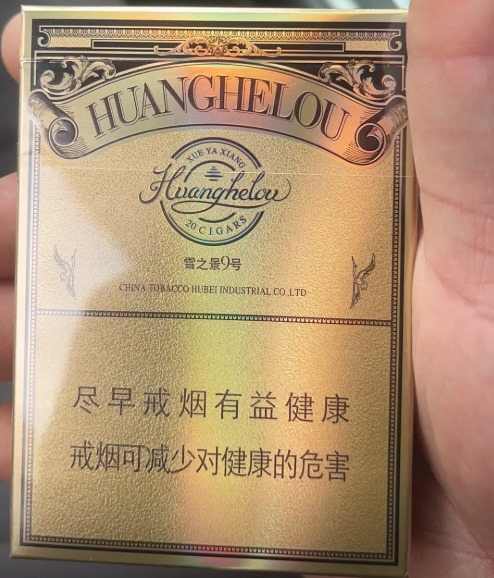 HUANGHELOU
XUE YA XIANG
Huanghelou
20 CIGARS
雪之景9号
CHINA TOBACCO HUBEI INDUSTRIAL CO.,LTD
尽早戒烟有益健康
戒烟可减少对健康的危害